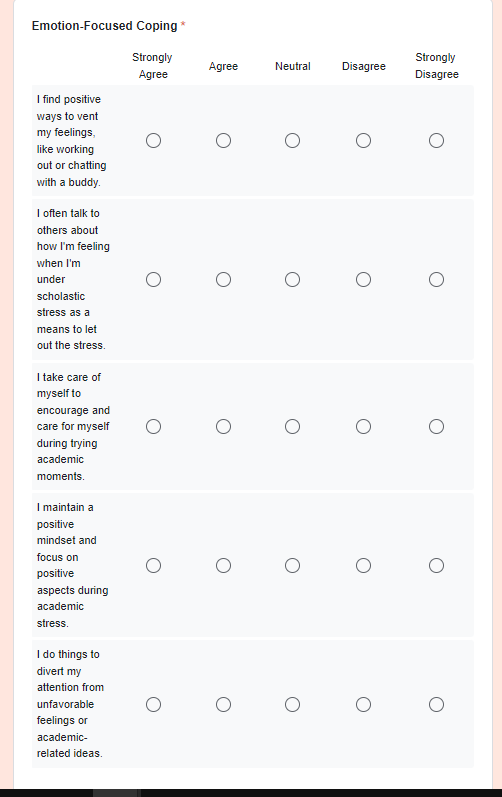 Emotion-Focused Coping *
Strongly Agree Agree Neutral Disagree Strongly Disagree
I find positive
ways to vent
my feelings,
like working
out or chatting
with a buddy.
I often talk to
others about
how I'm feeling
when I'm
under
scholastic
stress as a
means to let
out the stress.
I take care of
myself to
encourage and
care for myself
during trying
academic
moments.
I maintain a
positive
mindset and
focus on
positive
aspects during
academic
stress.
I do things to
divert my
attention from
unfavorable
feelings or
academic-
related ideas.